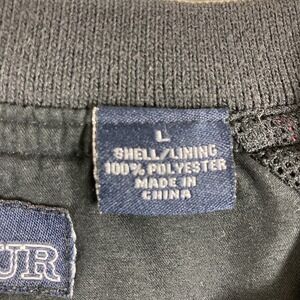 L
SHELL/LINING
100% POLYESTER
MADE IN
CHINA
UR